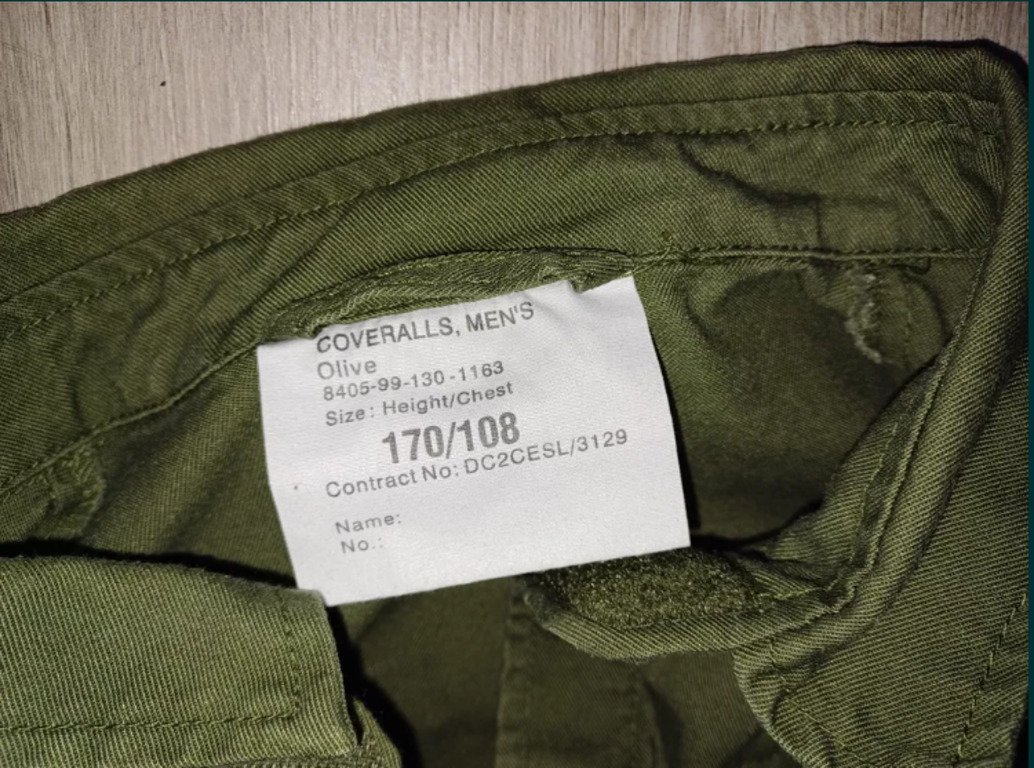 COVERALLS, MEN'S
Olive
8405-99-130-1163
Size: Height/Chest
170/108
Contract No: DC2CESL/3129
Name:
No.: